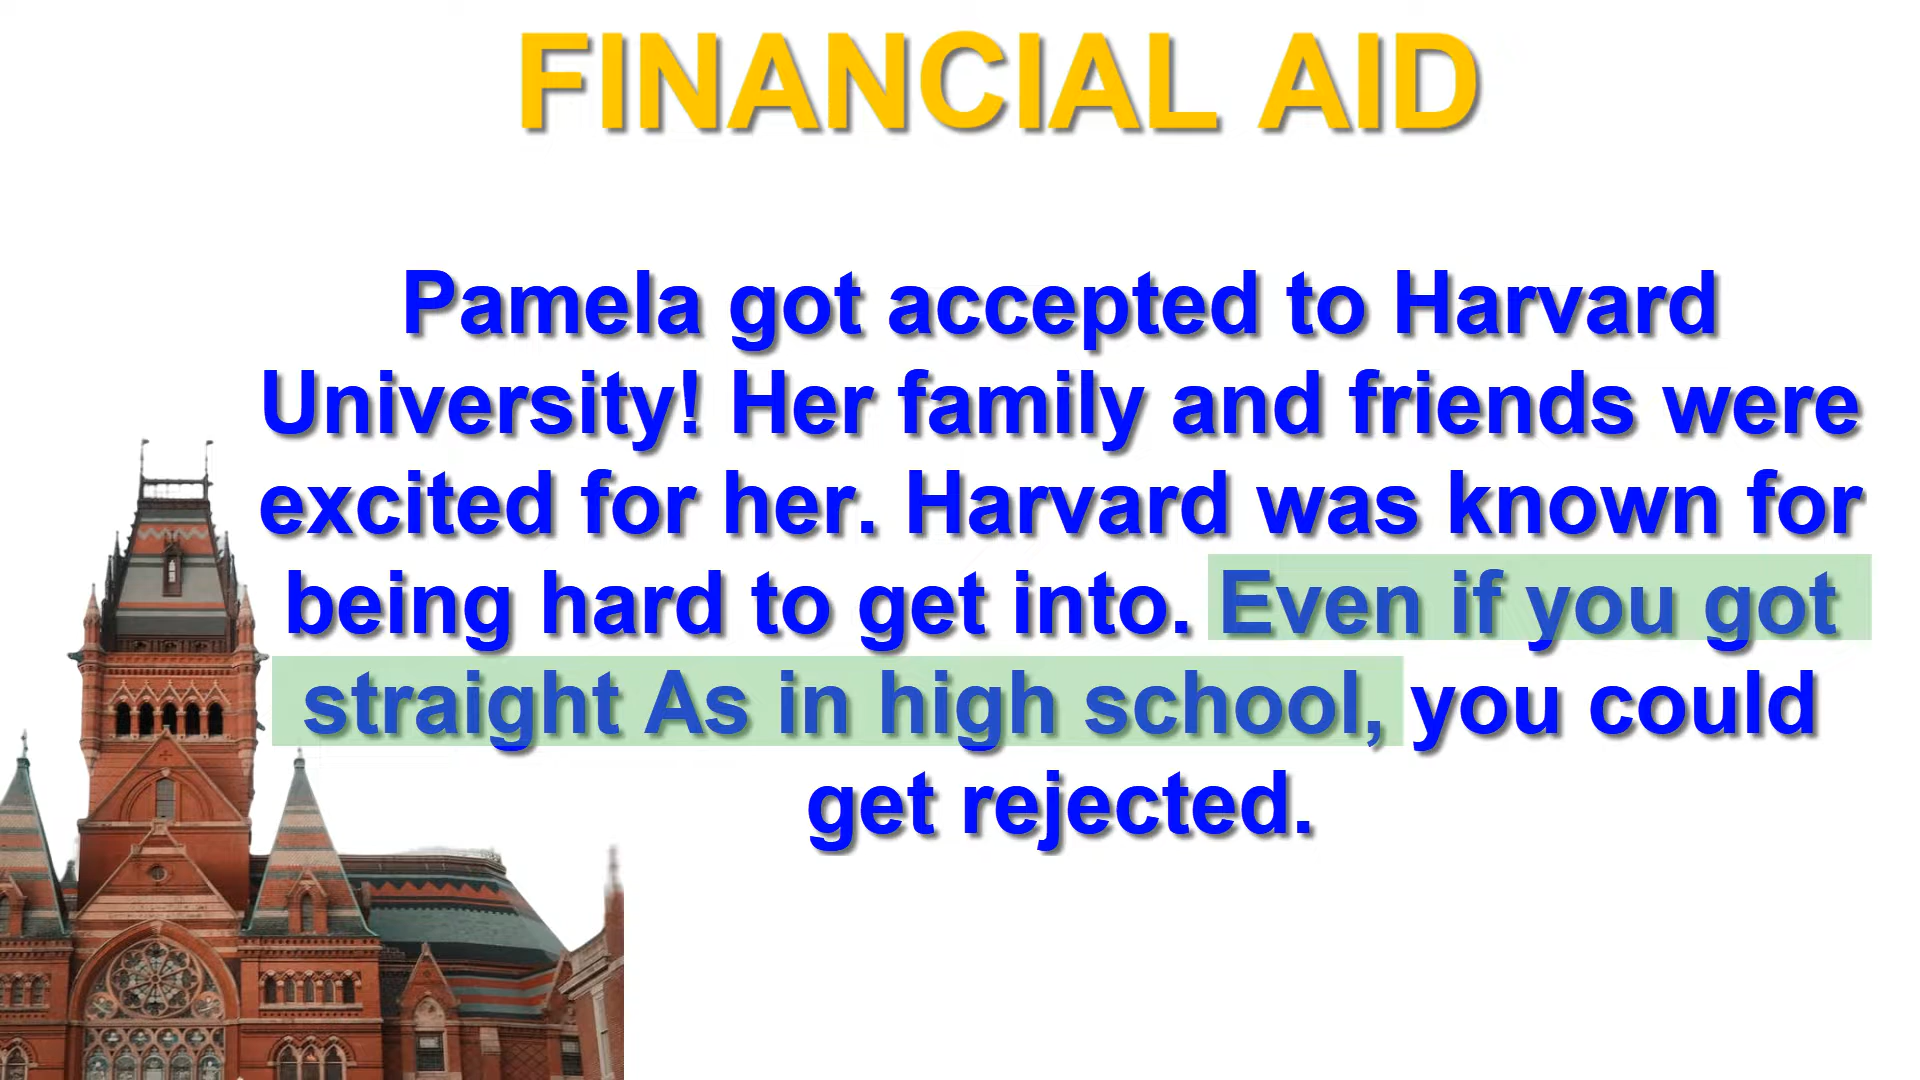 FINANCIAL AID
Pamela got accepted to Harvard
University! Her family and friends were
excited for her. Harvard was known for
being hard to get into. Even if you got
straight As in high school, you could
get rejected.